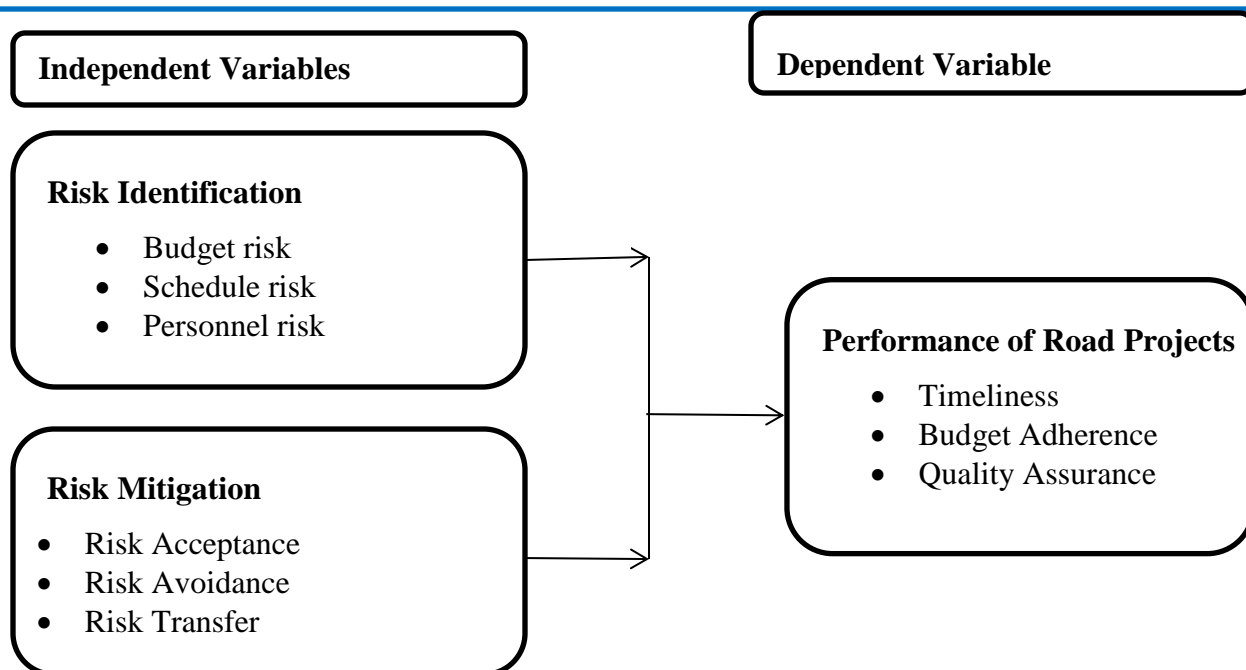 Independent Variables
Dependent Variable
Risk Identification
• Budget risk
• Schedule risk
• Personnel risk
Performance of Road Projects
• Timeliness
• Budget Adherence
• Quality Assurance
Risk Mitigation
• Risk Acceptance
• Risk Avoidance
• Risk Transfer